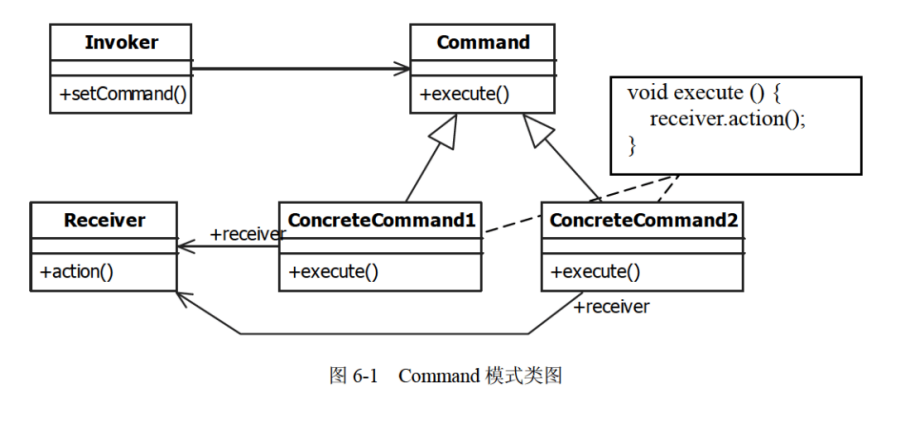 Invoker
+setCommand()
Command
+execute()
void execute () {
receiver.action();
}
Receiver
+action()
+receiver
ConcreteCommand1
+execute()
ConcreteCommand2
+execute()
+receiver
图 6-1 Command 模式类图